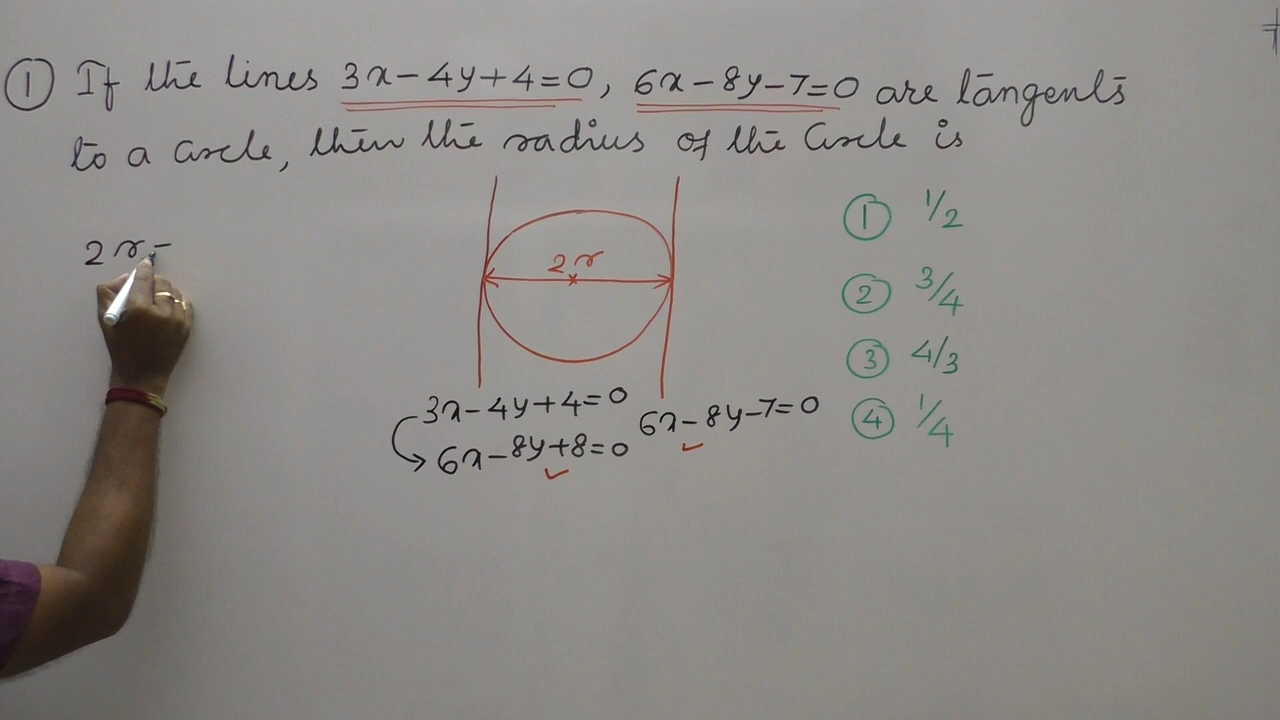 ① If the lines 3x-4y+4=0, 6x-8y-7=0 are tangents
to a circle, then the radius of the Circle is
① 1/2
2r=
2r
② 3/4
③ 4/3
3x-4y+4=0
6x-8y-7=0
④ 1/4
6x-8y+8=0